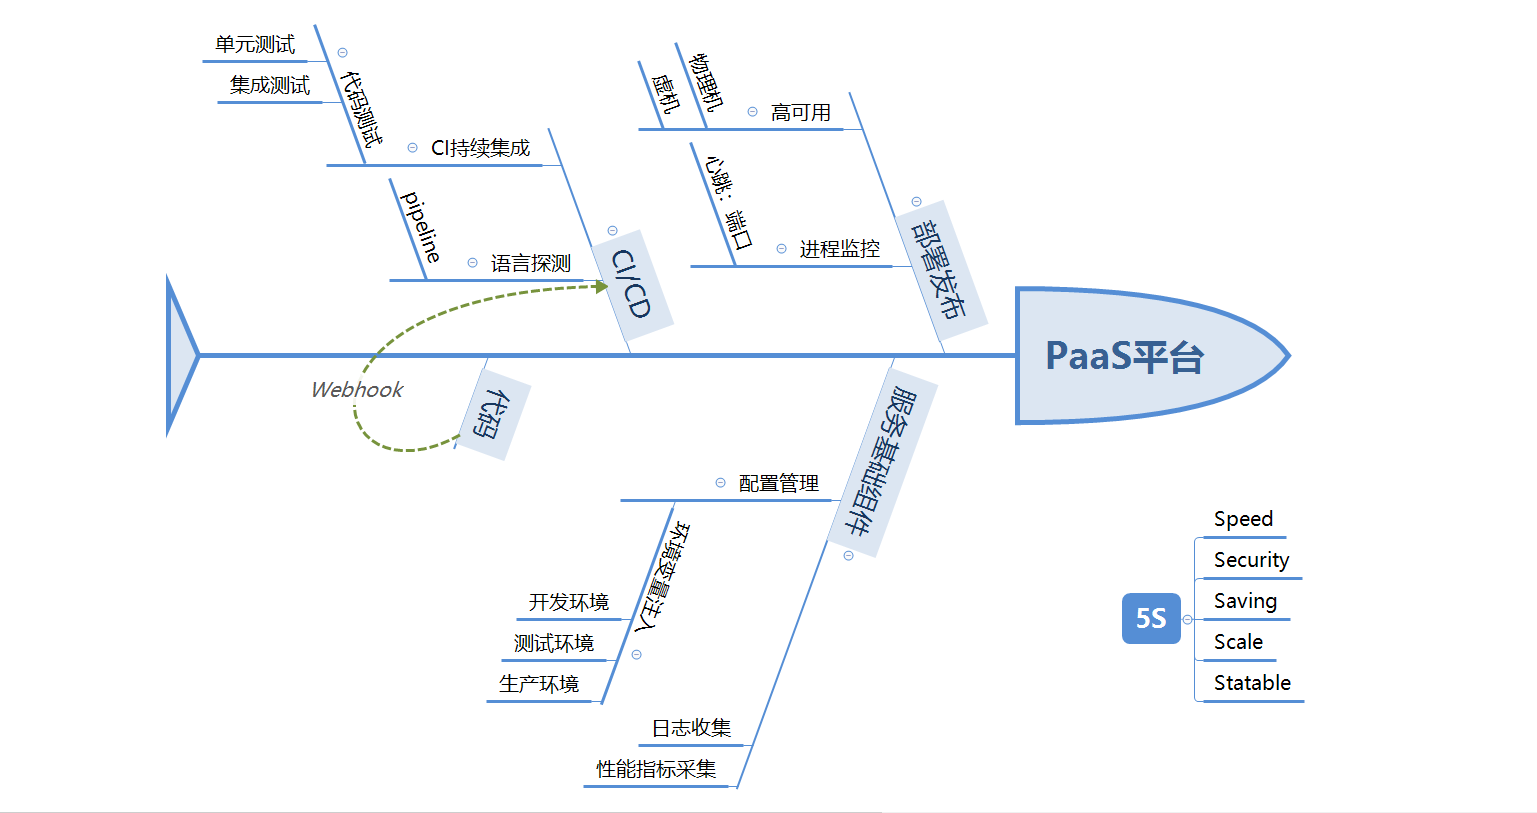 单元测试
集成测试
代码测试
CI持续集成
pipeline
语言探测
CI/CD
虚机
物理机
高可用
心跳：端口
进程监控
部署发布
PaaS平台
Webhook
代码
服务基础组件
配置管理
环境变量注入
开发环境
测试环境
生产环境
日志收集
性能指标采集
5S
Speed
Security
Saving
Scale
Statable